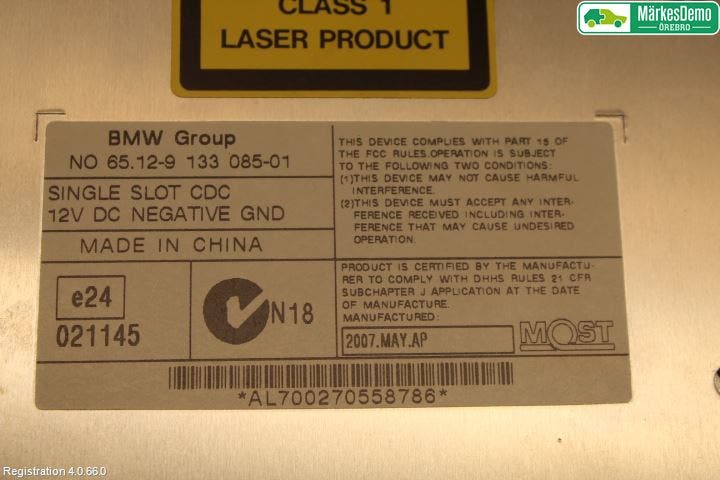 CLASS 1
LASER PRODUCT
MärkesDemo
ÖREBRO
BMW Group
NO 65.12-9 133 085-01
SINGLE SLOT CDC
12V DC NEGATIVE GND
MADE IN CHINA
e24
021145
N18
THIS DEVICE COMPLIES WITH PART 15 OF
THE FCC RULES.OPERATION IS SUBJECT
TO THE FOLLOWING TWO CONDITIONS:
(1)THIS DEVICE MAY NOT CAUSE HARMFUL
INTERFERENCE.
(2)THIS DEVICE MUST ACCEPT ANY INTER-
FERENCE RECEIVED INCLUDING INTER-
FERENCE THAT MAY CAUSE UNDESIRED
OPERATION.
PRODUCT IS CERTIFIED BY THE MANUFACTU-
RER TO COMPLY WITH DHHS RULES 21 CFR
SUBCHAPTER J APPLICATION AT THE DATE
OF MANUFACTURE.
MANUFACTURED:
2007.MAY.AP
MOST
*AL700270558786*
Registration 4.0.66.0